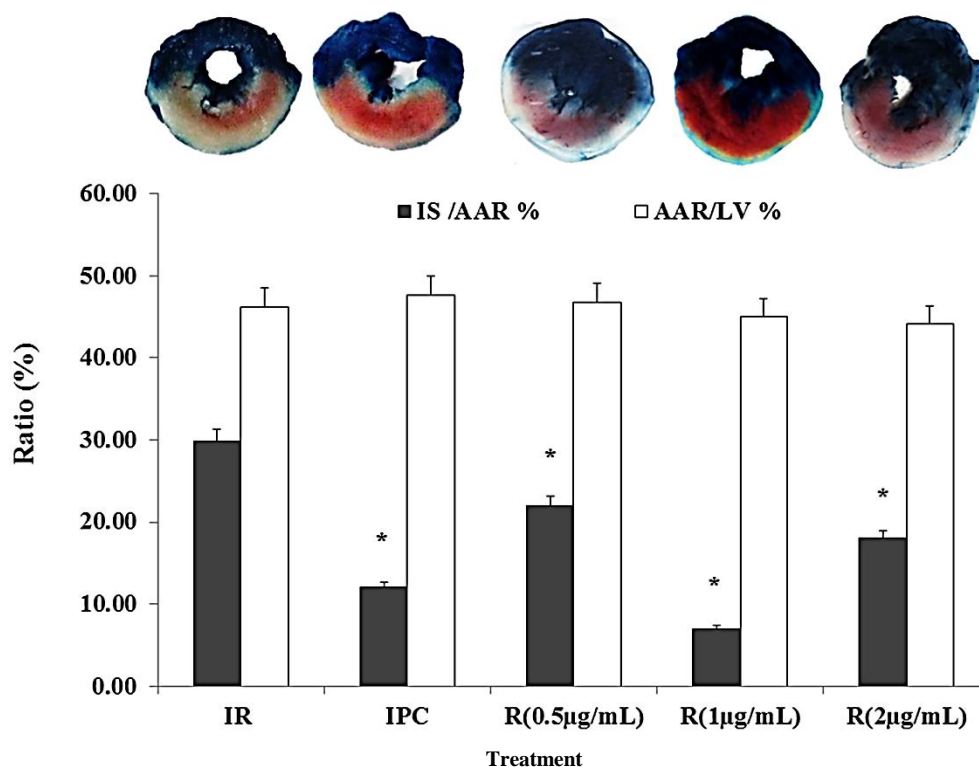 60.00
IS /AAR %  AAR/LV %
50.00
40.00
30.00
20.00
10.00
0.00
Ratio (%)
*
*
*
*
IR  IPC  R(0.5µg/mL)  R(1µg/mL)  R(2µg/mL)
Treatment